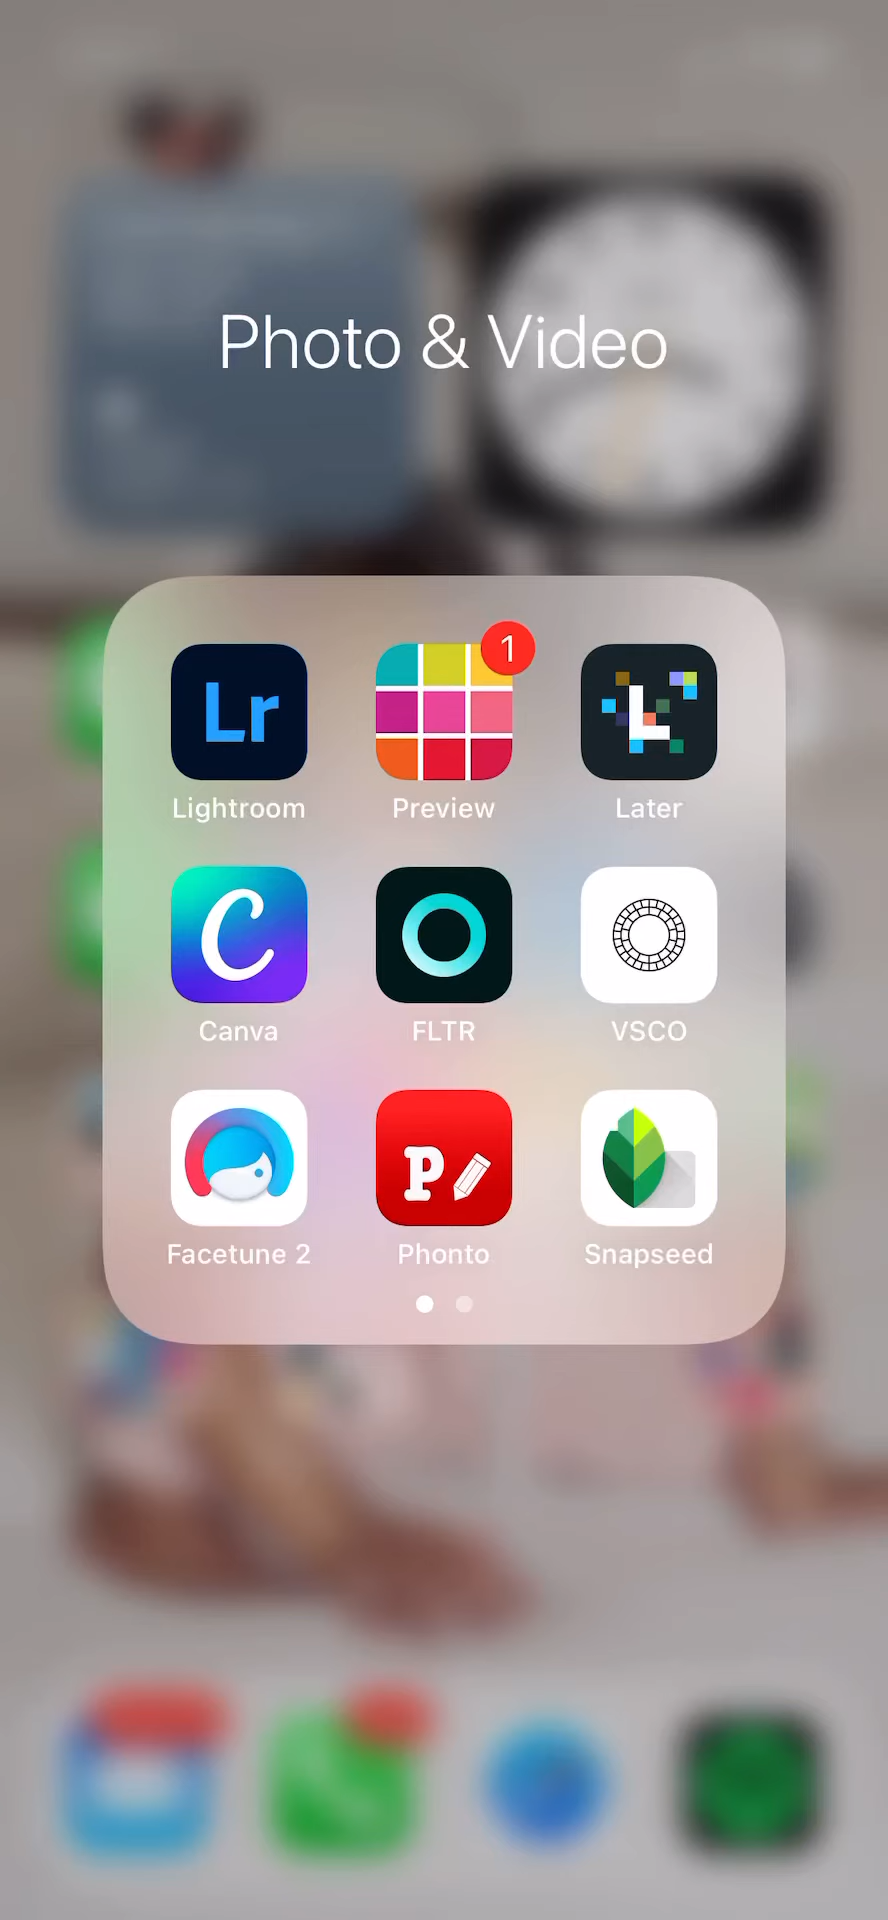 Photo & Video
1
Lr
L
Lightroom Preview Later
C
Canva FLTR VSCO
P
Facetune 2 Phonto Snapseed